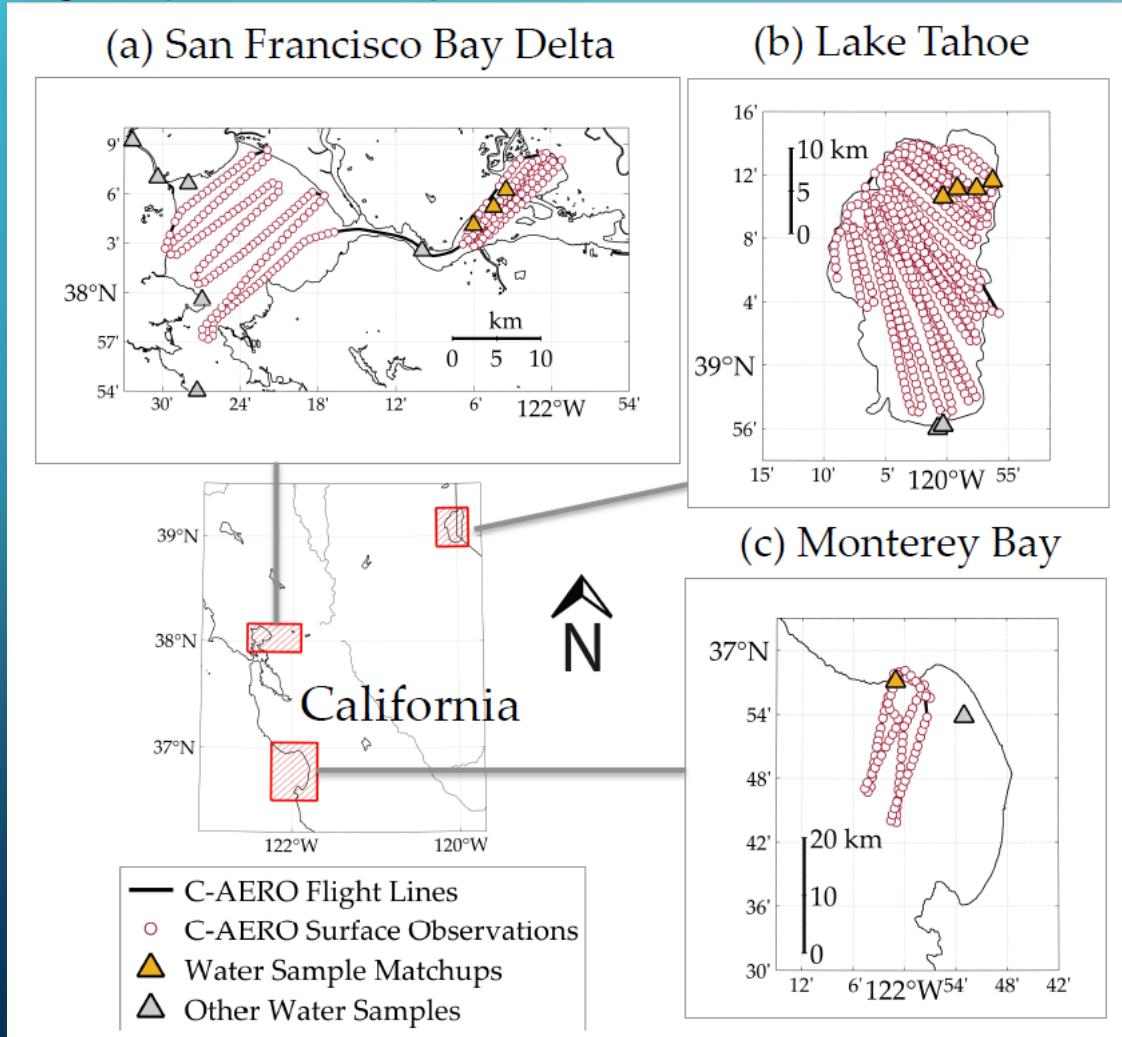 (a) San Francisco Bay Delta
9'
6'
3'
38°N
57'
54'
30'
24'
18'
12'
6'
122°W
54'
km
0 5 10
(b) Lake Tahoe
16'
12'
8'
4'
39°N
56'
15'
10'
5'
120°W
55'
10 km
5
0
39°N
38°N
37°N
122°W
120°W
California
N
(c) Monterey Bay
37°N
54'
48'
42'
36'
30'
12'
6'
122°W
54'
48'
42'
20 km
10
0
C-AERO Flight Lines
C-AERO Surface Observations
Water Sample Matchups
Other Water Samples